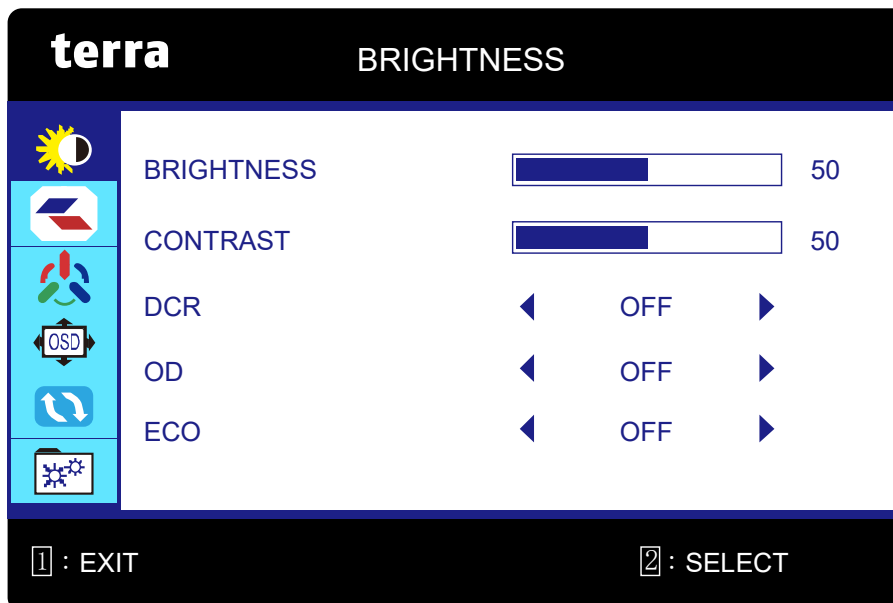 terra BRIGHTNESS
BRIGHTNESS 50
CONTRAST 50
DCR OFF
OD OFF
OSD
ECO OFF
1 : EXIT 2 : SELECT